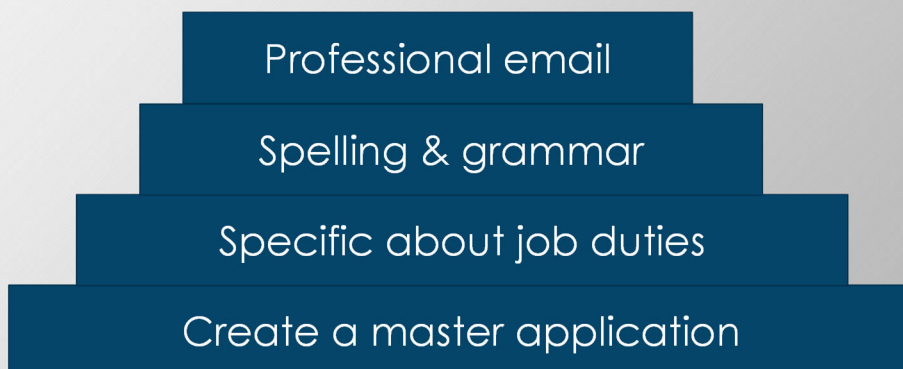 Professional email
Spelling & grammar
Specific about job duties
Create a master application